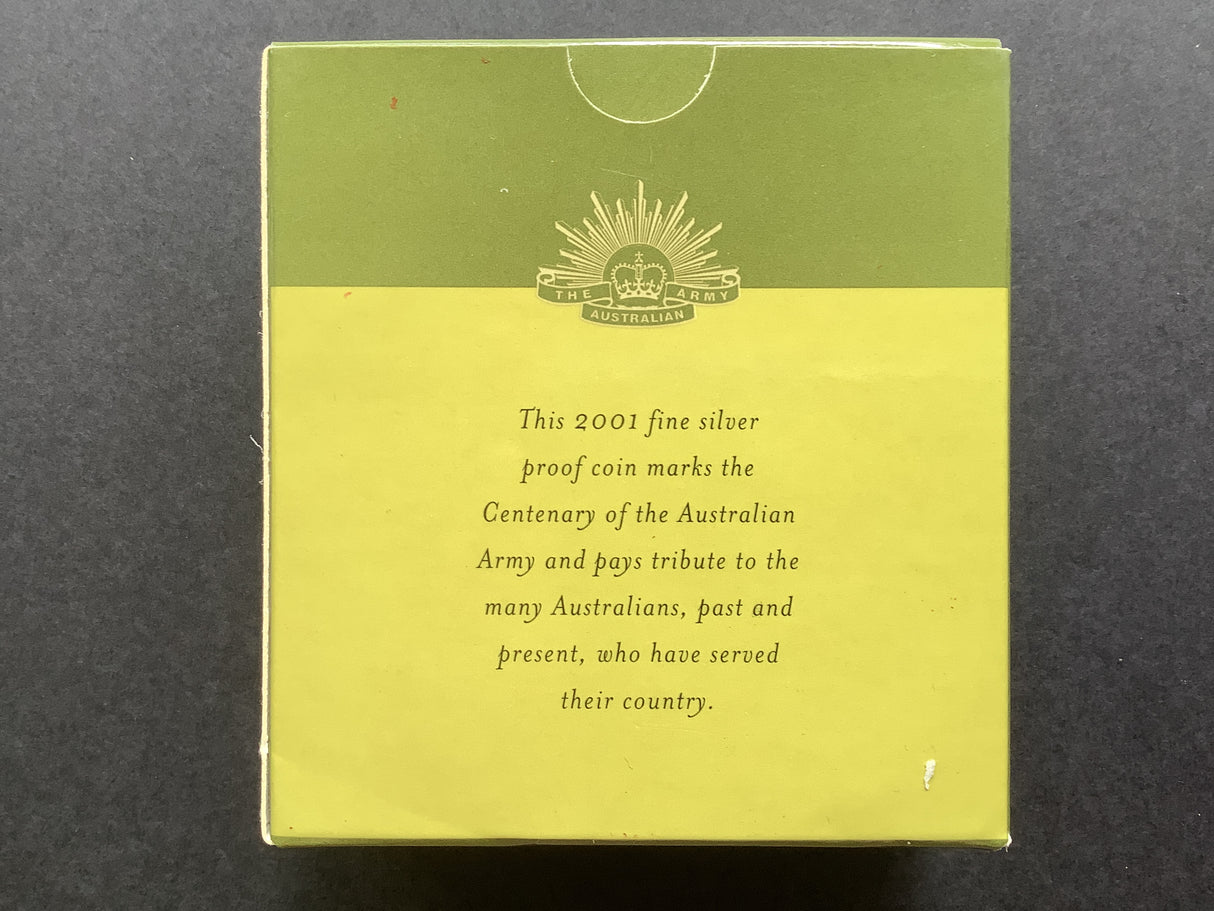 THE ARMY
AUSTRALIAN
This 2001 fine silver
proof coin marks the
Centenary of the Australian
Army and pays tribute to the
many Australians, past and
present, who have served
their country.